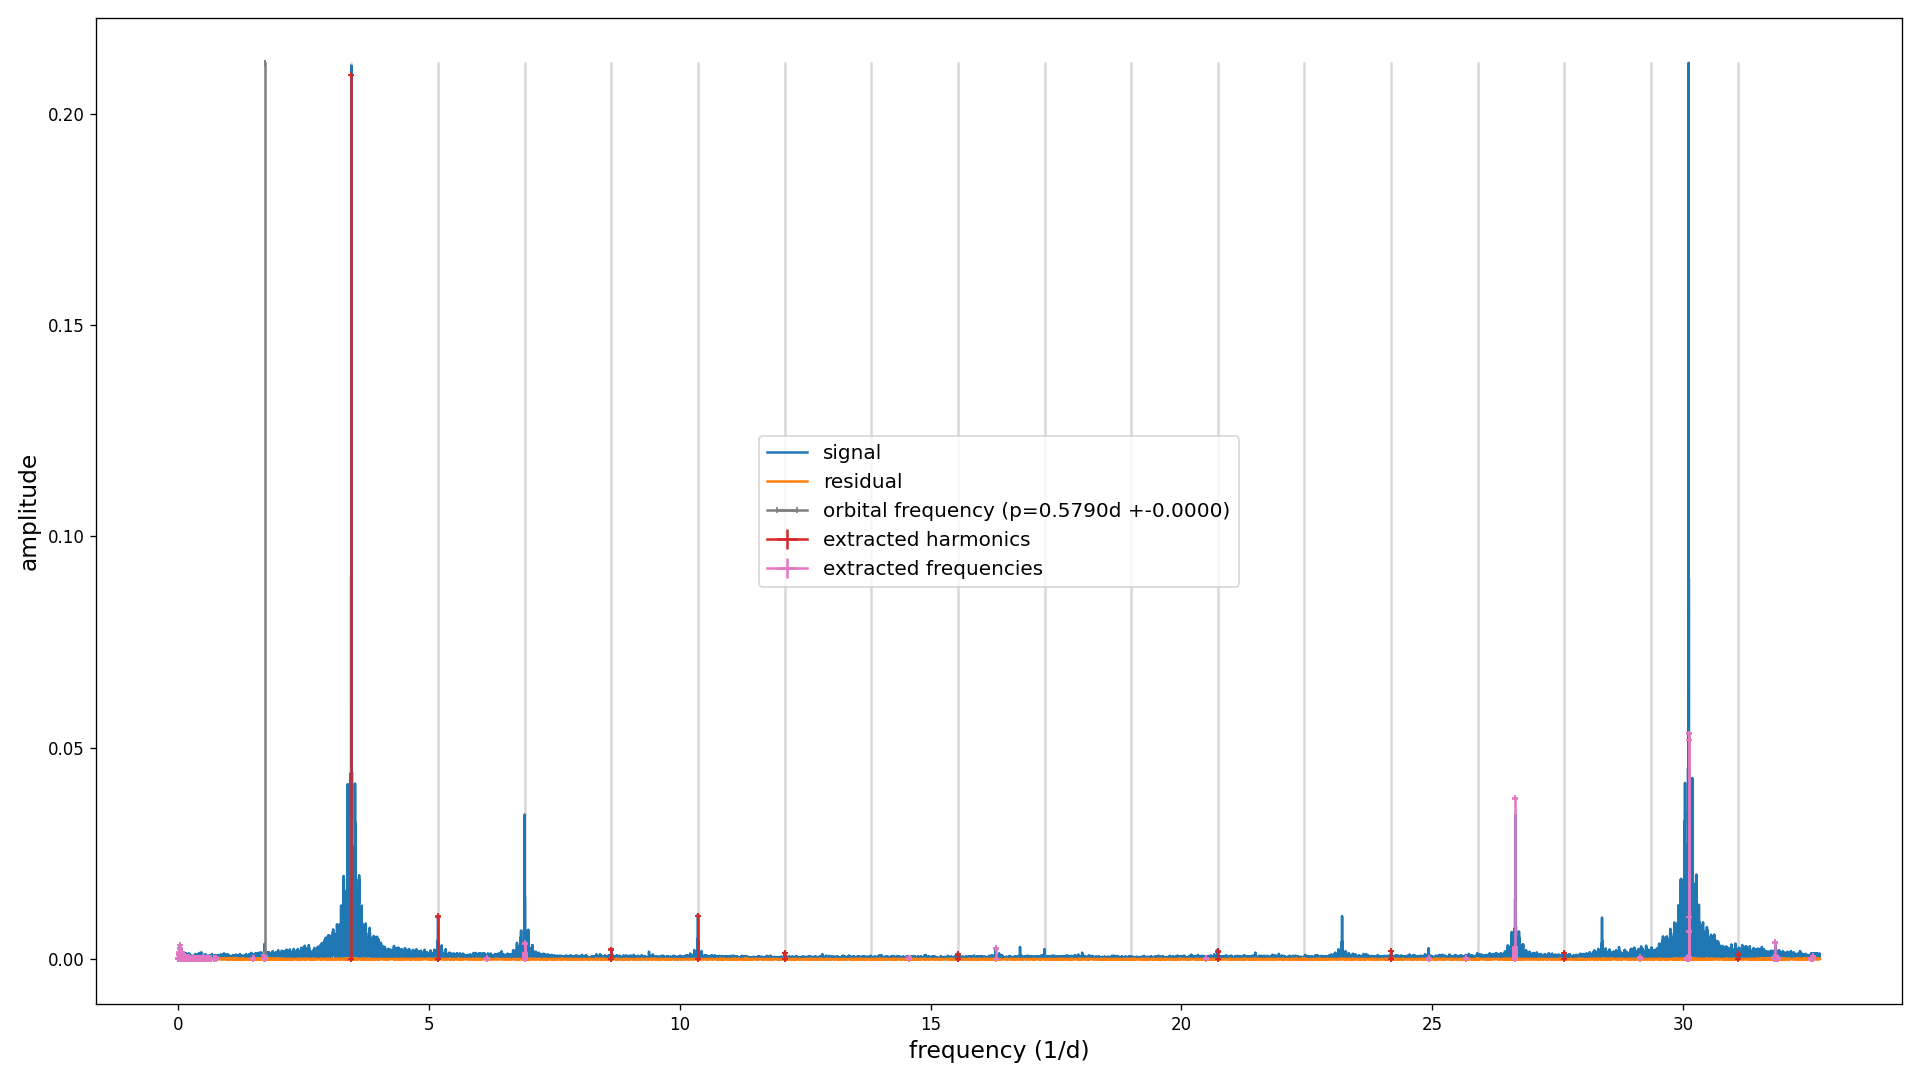 amplitude
0.20
0.15
0.10
0.05
0.00
signal
residual
orbital frequency (p=0.5790d +-0.0000)
extracted harmonics
extracted frequencies
0 5 10 15 20 25 30
frequency (1/d)